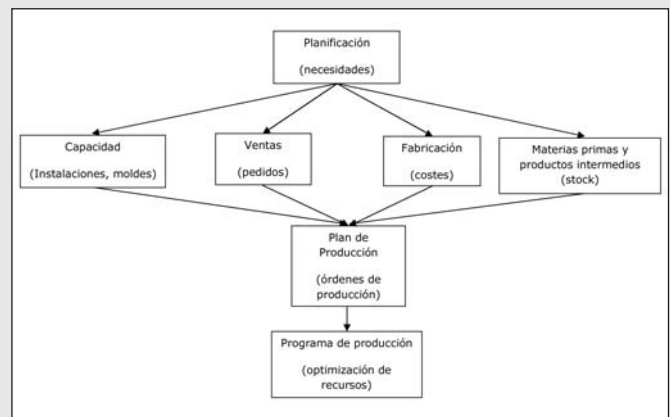 Planificación
(necesidades)
Capacidad
(Instalaciones, moldes)
Ventas
(pedidos)
Fabricación
(costes)
Materias primas y
productos intermedios
(stock)
Plan de
Producción
(órdenes de
producción)
Programa de producción
(optimización de
recursos)